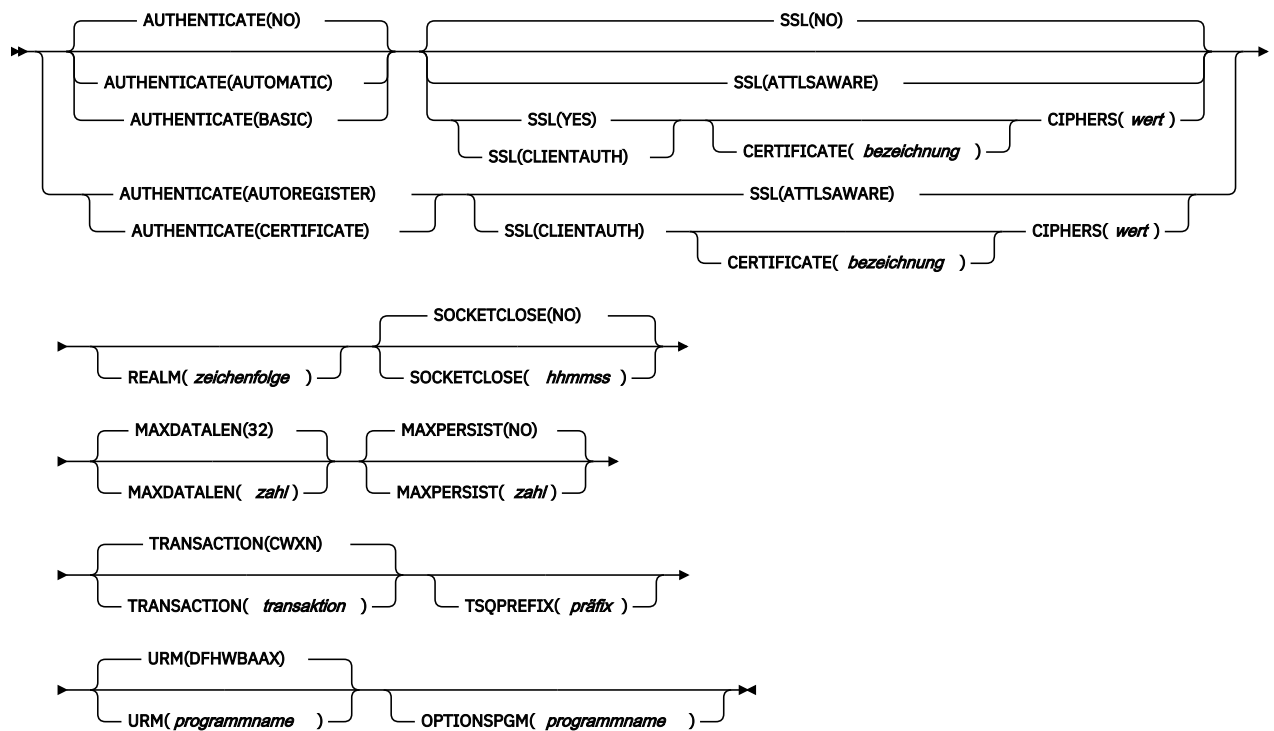 AUTHENTICATE(NO) SSL(NO)
AUTHENTICATE(AUTOMATIC) SSL(ATTLSAWARE)
AUTHENTICATE(BASIC) SSL(YES) CIPHERS( wert )
SSL(CLIENTAUTH) CERTIFICATE( bezeichnung )
AUTHENTICATE(AUTOREGISTER) SSL(ATTLSAWARE)
AUTHENTICATE(CERTIFICATE) SSL(CLIENTAUTH) CIPHERS( wert )
CERTIFICATE( bezeichnung )
SOCKETCLOSE(NO)
REALM( zeichenfolge ) SOCKETCLOSE( hhmmss )
MAXDATALEN(32) MAXPERSIST(NO)
MAXDATALEN( zahl ) MAXPERSIST( zahl )
TRANSACTION(CWXN)
TRANSACTION( transaktion ) TSQPREFIX( präfix )
URM(DFHWBAAX)
URM( programmname ) OPTIONSPGM( programmname )